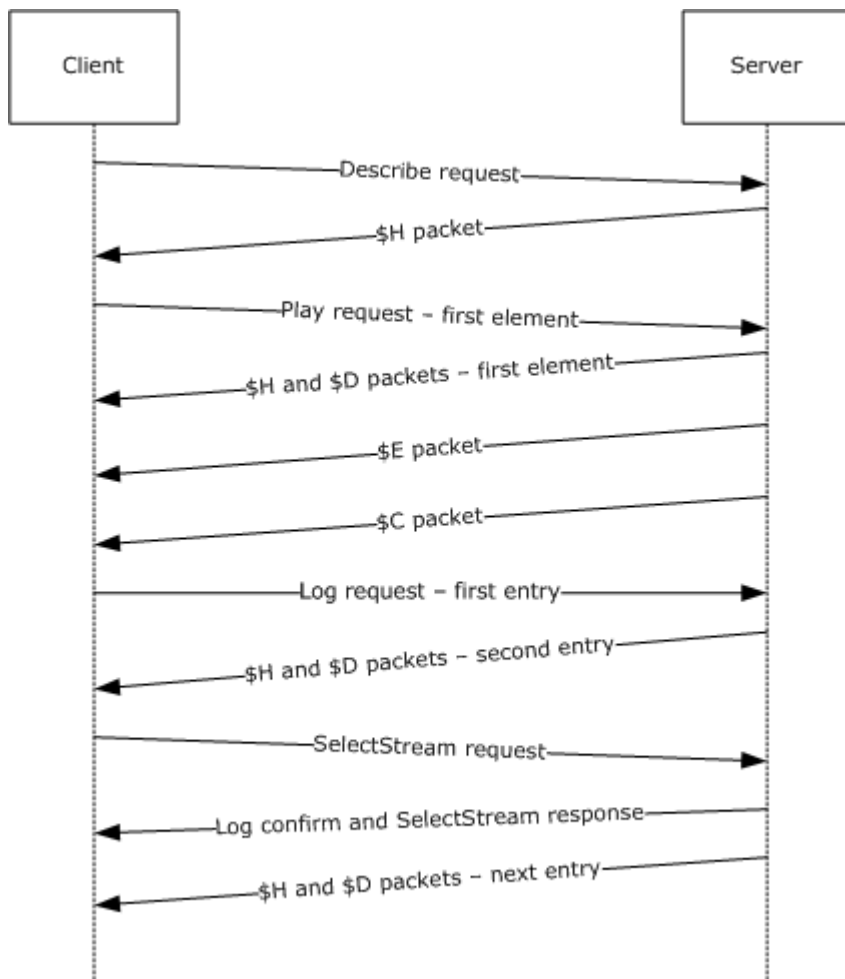 Client
Server
Describe request
$H packet
Play request – first element
$H and $D packets – first element
$E packet
$C packet
Log request – first entry
$H and $D packets – second entry
SelectStream request
Log confirm and SelectStream response
$H and $D packets – next entry